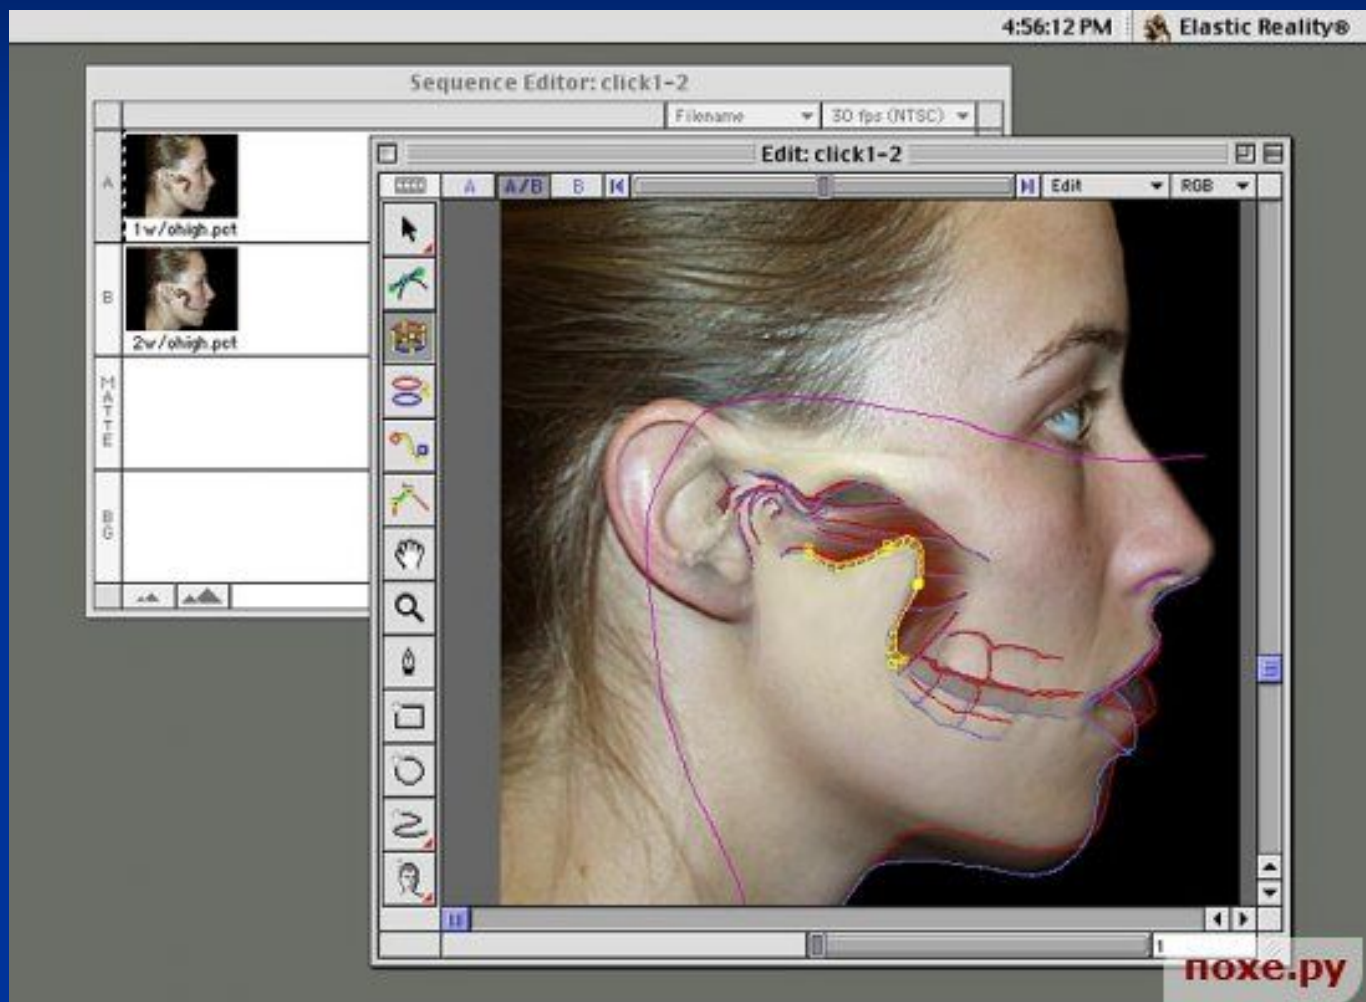 4:56:12 PM Elastic Reality®
Sequence Editor: click1-2
Filename 30 fps (NTSC)
Edit: click1-2
A A/B B Edit RGB
A
1w/ohigh.pct
B
2w/ohigh.pct
MATTE
BG
1
похе.ру